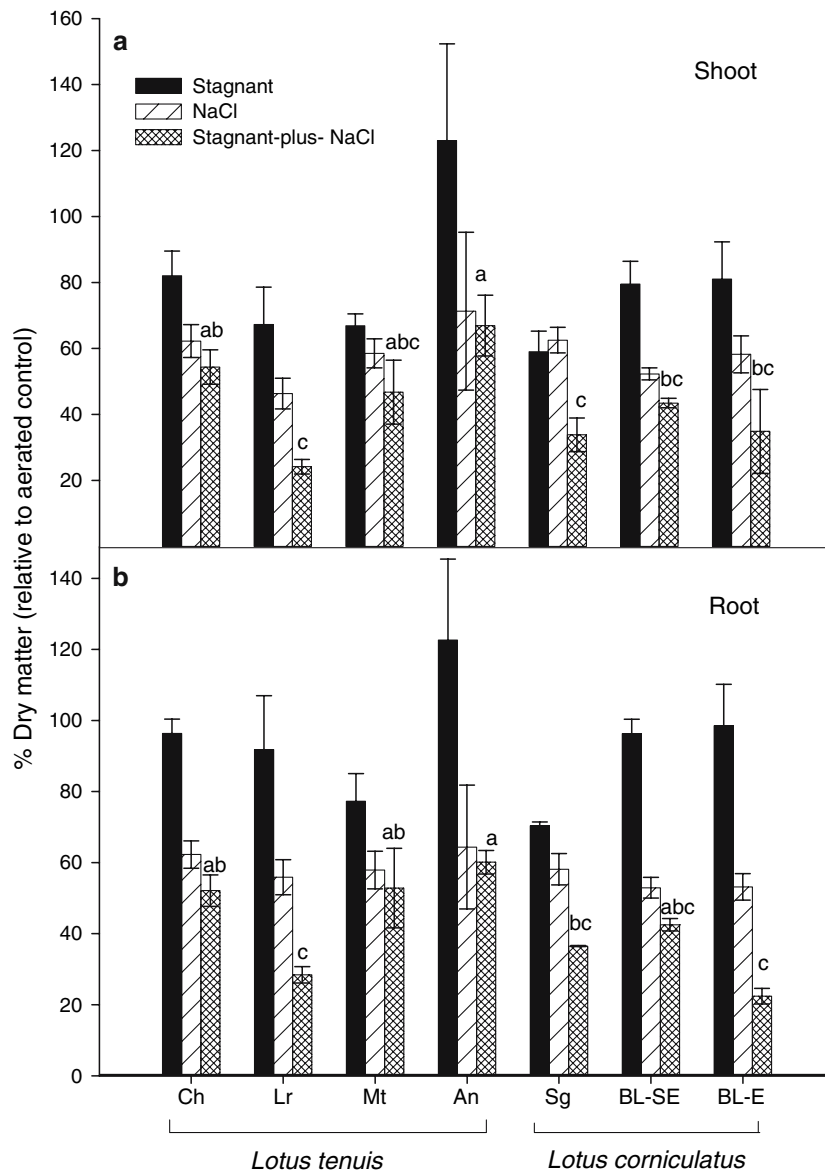 % Dry matter (relative to aerated control)
160
140
120
100
80
60
40
20
a
Shoot
Stagnant
NaCl
Stagnant-plus- NaCl
ab
c
abc
a
c
bc
bc
140
120
100
80
60
40
20
0
b
Root
ab
c
ab
a
bc
abc
c
Ch Lr Mt An Sg BL-SE BL-E
Lotus tenuis Lotus corniculatus